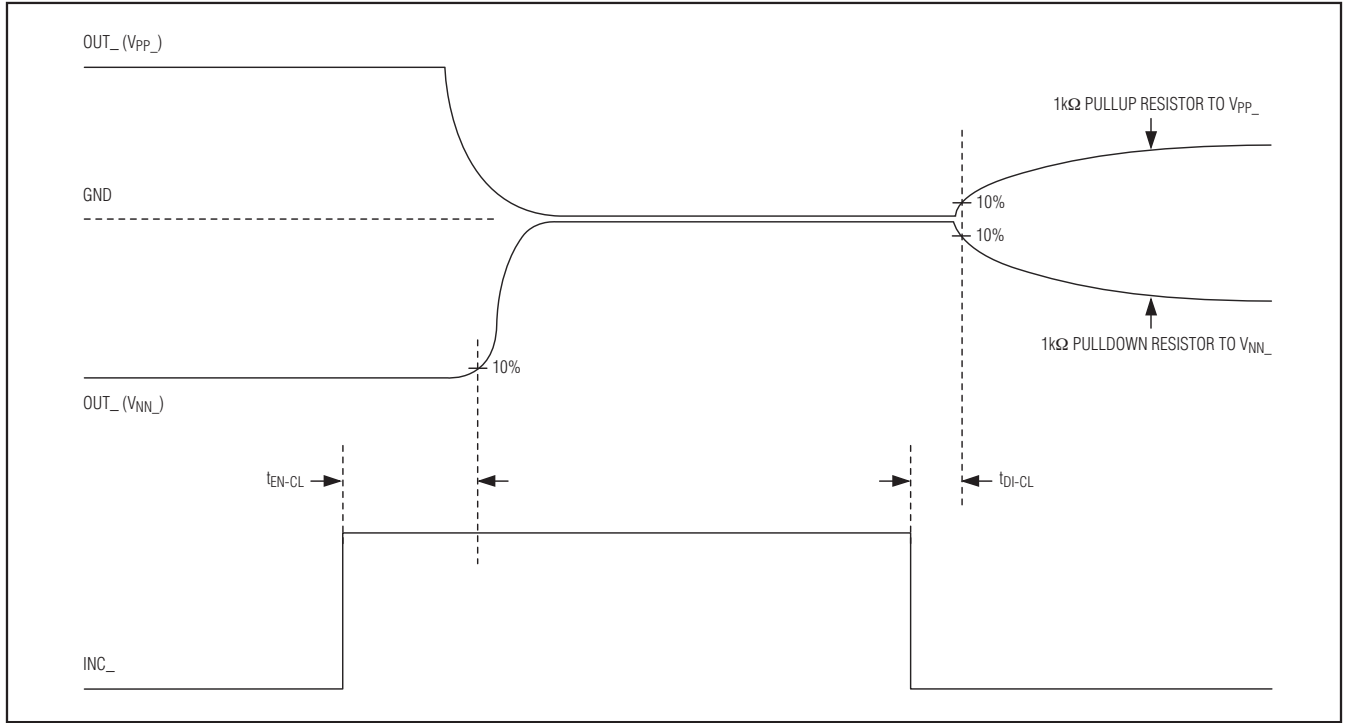 OUT_ (VPP_)
1kΩ PULLUP RESISTOR TO VPP_
GND
10%
10%
1kΩ PULLDOWN RESISTOR TO VNN_
10%
OUT_ (VNN_)
tEN-CL
tDI-CL
INC_